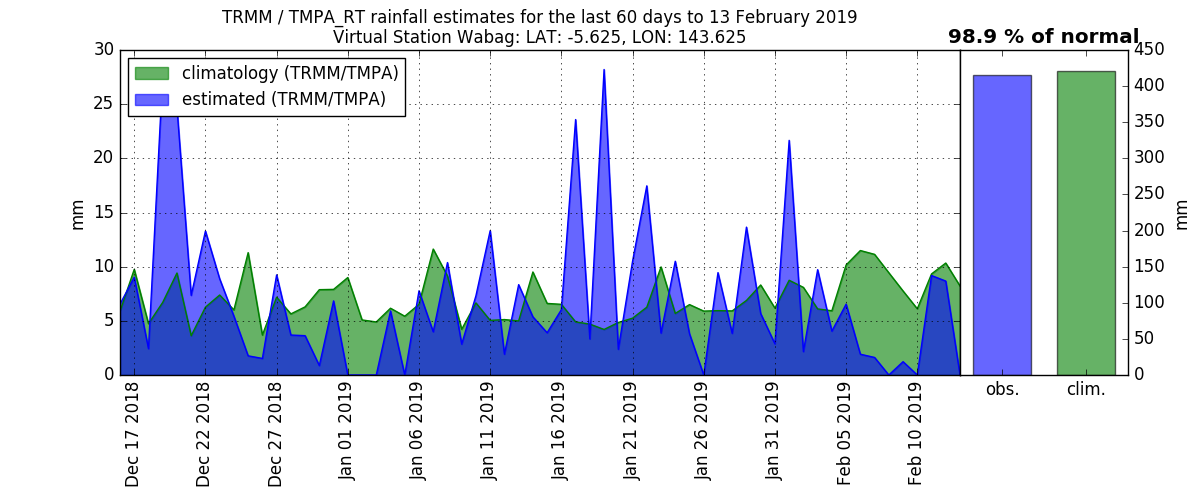 TRMM / TMPA_RT rainfall estimates for the last 60 days to 13 February 2019
Virtual Station Wabag: LAT: -5.625, LON: 143.625
98.9 % of normal
climatology (TRMM/TMPA)
estimated (TRMM/TMPA)
30
25
20
15
10
5
0
mm
Dec 17 2018
Dec 22 2018
Dec 27 2018
Jan 01 2019
Jan 06 2019
Jan 11 2019
Jan 16 2019
Jan 21 2019
Jan 26 2019
Jan 31 2019
Feb 05 2019
Feb 10 2019
obs.
clim.
450
400
350
300
250
200
150
100
50
0
mm